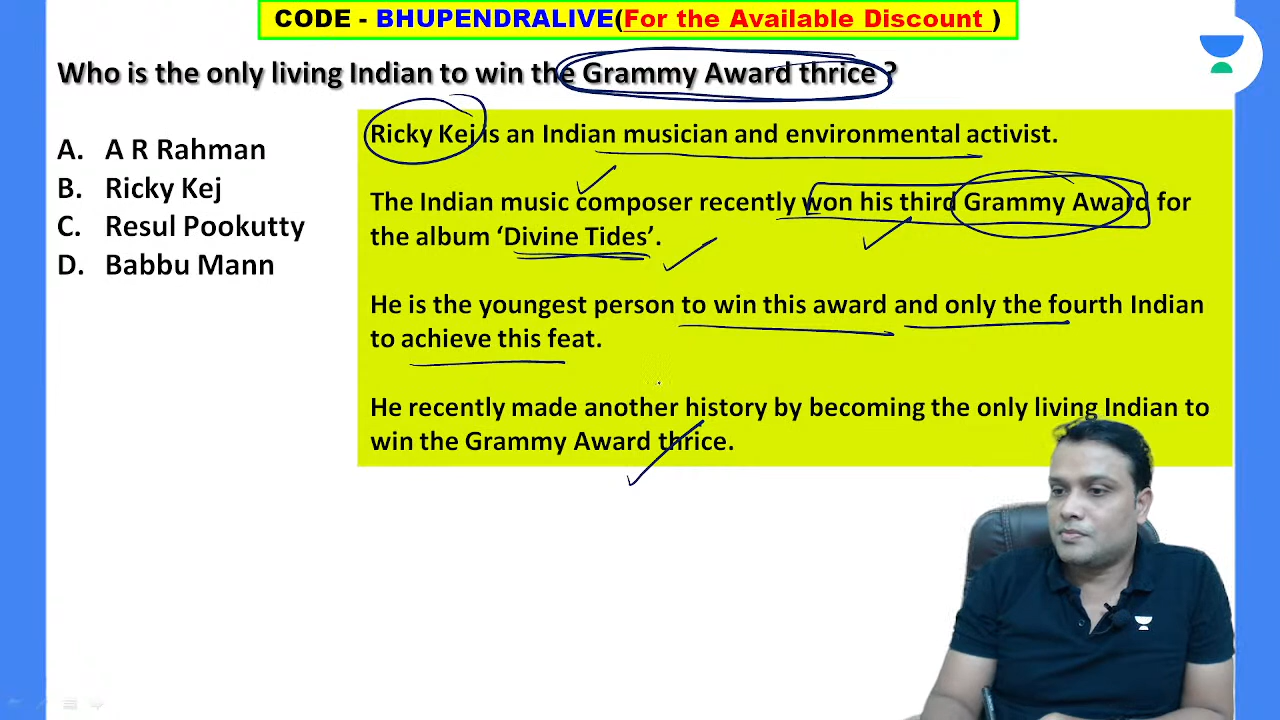 CODE - BHUPENDRALIVE(For the Available Discount )
Who is the only living Indian to win the Grammy Award thrice ?
A. A R Rahman
B. Ricky Kej
C. Resul Pookutty
D. Babbu Mann
Ricky Kej is an Indian musician and environmental activist.
The Indian music composer recently won his third Grammy Award for
the album ‘Divine Tides’.
He is the youngest person to win this award and only the fourth Indian
to achieve this feat.
He recently made another history by becoming the only living Indian to
win the Grammy Award thrice.